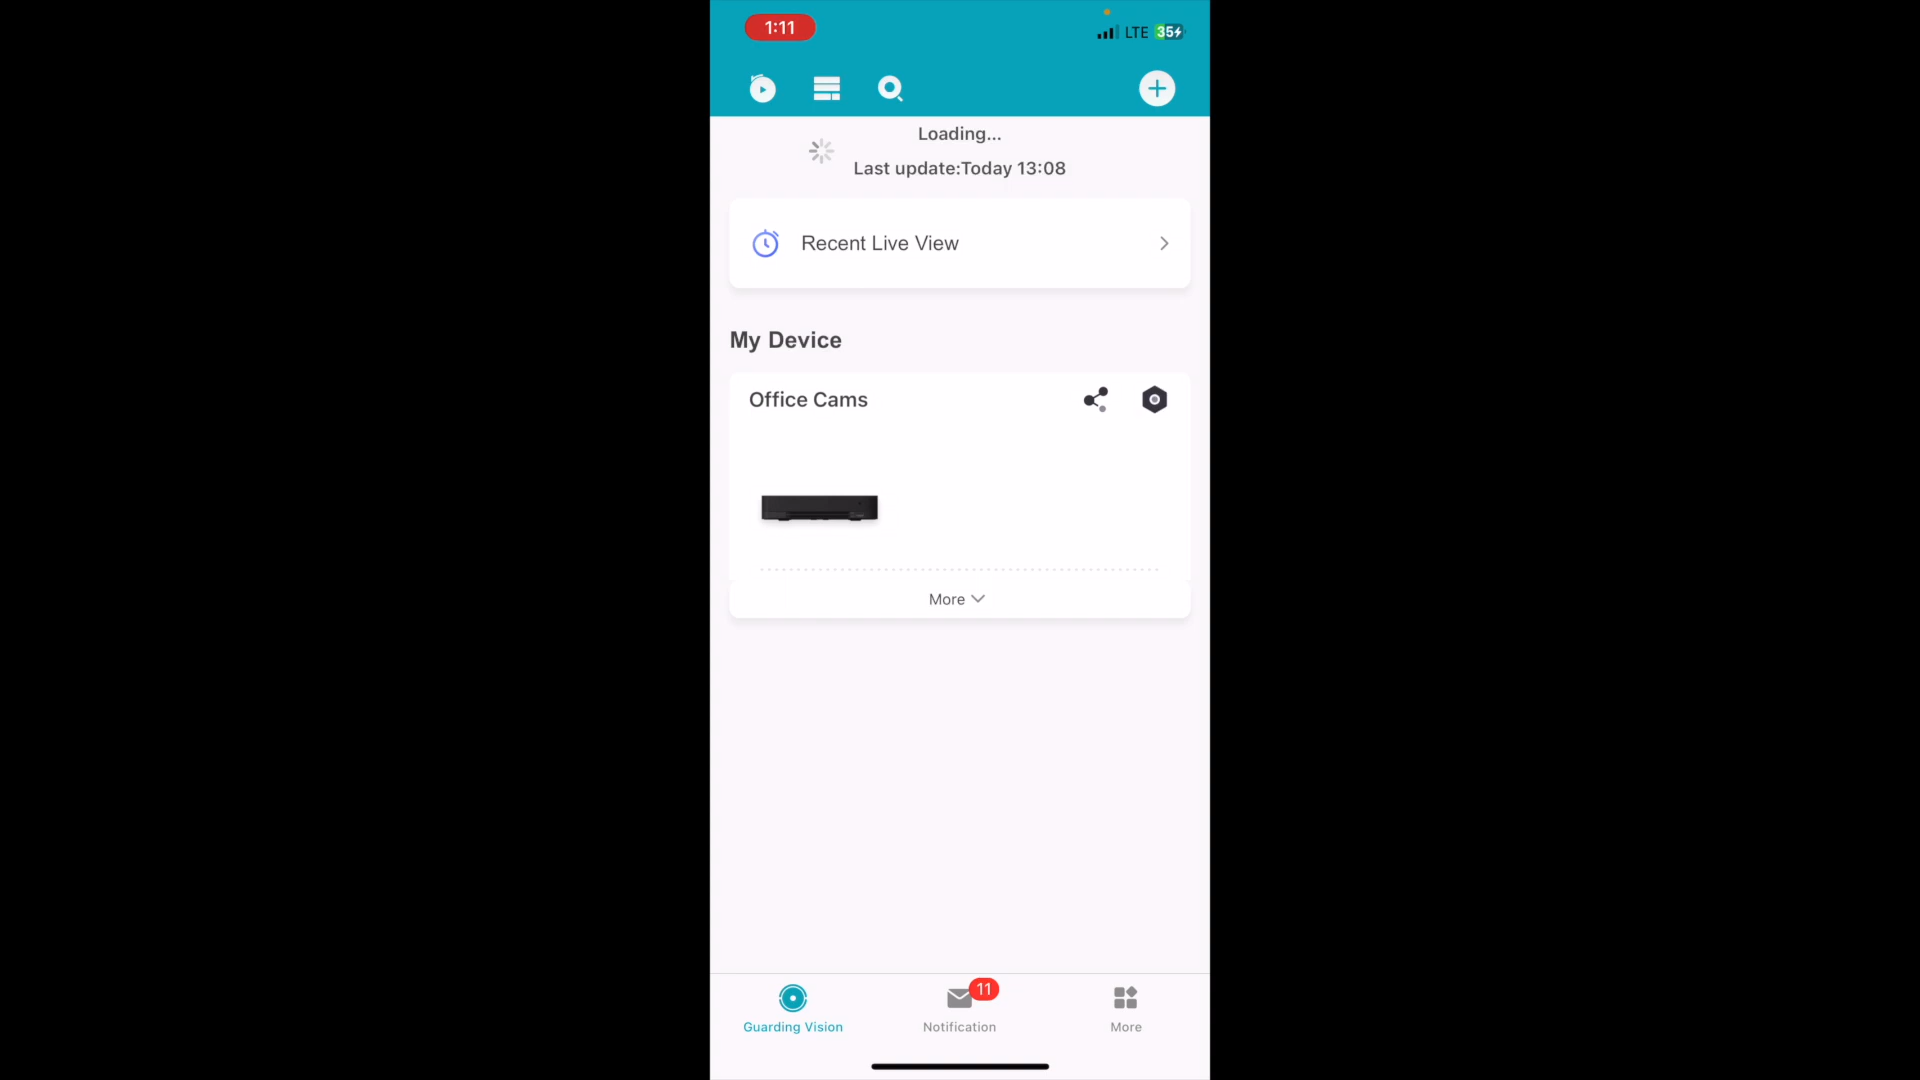 1:11
LTE 35
Loading...
Last update:Today 13:08
Recent Live View
My Device
Office Cams
More
11
Guarding Vision
Notification
More